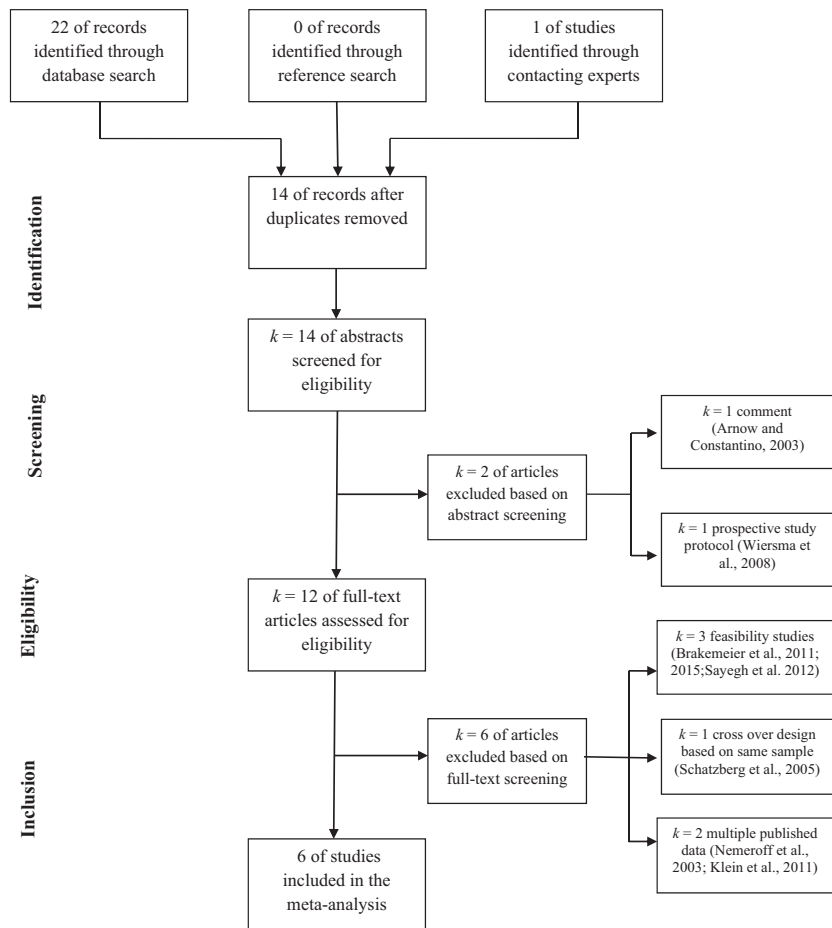 22 of records
identified through
database search
0 of records
identified through
reference search
1 of studies
identified through
contacting experts
Identification
14 of records after
duplicates removed
k = 14 of abstracts
screened for
eligibility
Screening
k = 2 of articles
excluded based on
abstract screening
k = 1 comment
(Arnow and
Constantino, 2003)
k = 1 prospective study
protocol (Wiersma et
al., 2008)
Eligibility
k = 12 of full-text
articles assessed for
eligibility
k = 3 feasibility studies
(Brakemeier et al., 2011;
2015;Sayegh et al. 2012)
k = 6 of articles
excluded based on
full-text screening
k = 1 cross over design
based on same sample
(Schatzberg et al., 2005)
k = 2 multiple published
data (Nemeroff et al.,
2003; Klein et al., 2011)
Inclusion
6 of studies
included in the
meta-analysis